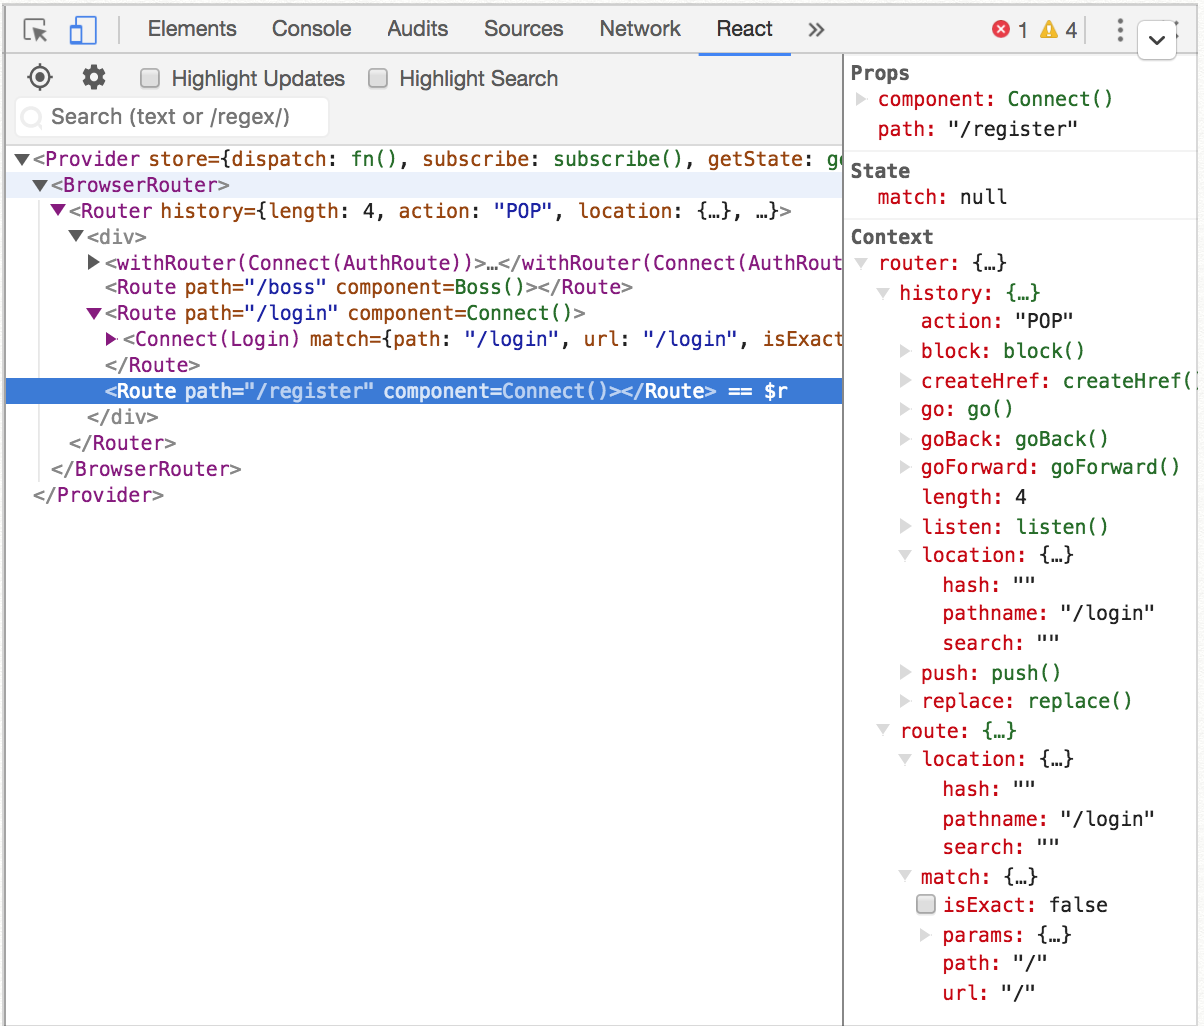 Elements Console Audits Sources Network React » 1 4
Highlight Updates Highlight Search
Search (text or /regex/)
<Provider store={dispatch: fn(), subscribe: subscribe(), getState: ge
<BrowserRouter>
<Router history={length: 4, action: "POP", location: {…}, …}>
<div>
<withRouter(Connect(AuthRoute))>…</withRouter(Connect(AuthRout
<Route path="/boss" component=Boss()></Route>
<Route path="/login" component=Connect()>
<Connect(Login) match={path: "/login", url: "/login", isExact
</Route>
<Route path="/register" component=Connect()></Route> == $r
</div>
</Router>
</BrowserRouter>
</Provider>
Props
component: Connect()
path: "/register"
State
match: null
Context
router: {…}
history: {…}
action: "POP"
block: block()
createHref: createHref()
go: go()
goBack: goBack()
goForward: goForward()
length: 4
listen: listen()
location: {…}
hash: ""
pathname: "/login"
search: ""
push: push()
replace: replace()
route: {…}
location: {…}
hash: ""
pathname: "/login"
search: ""
match: {…}
isExact: false
params: {…}
path: "/"
url: "/"